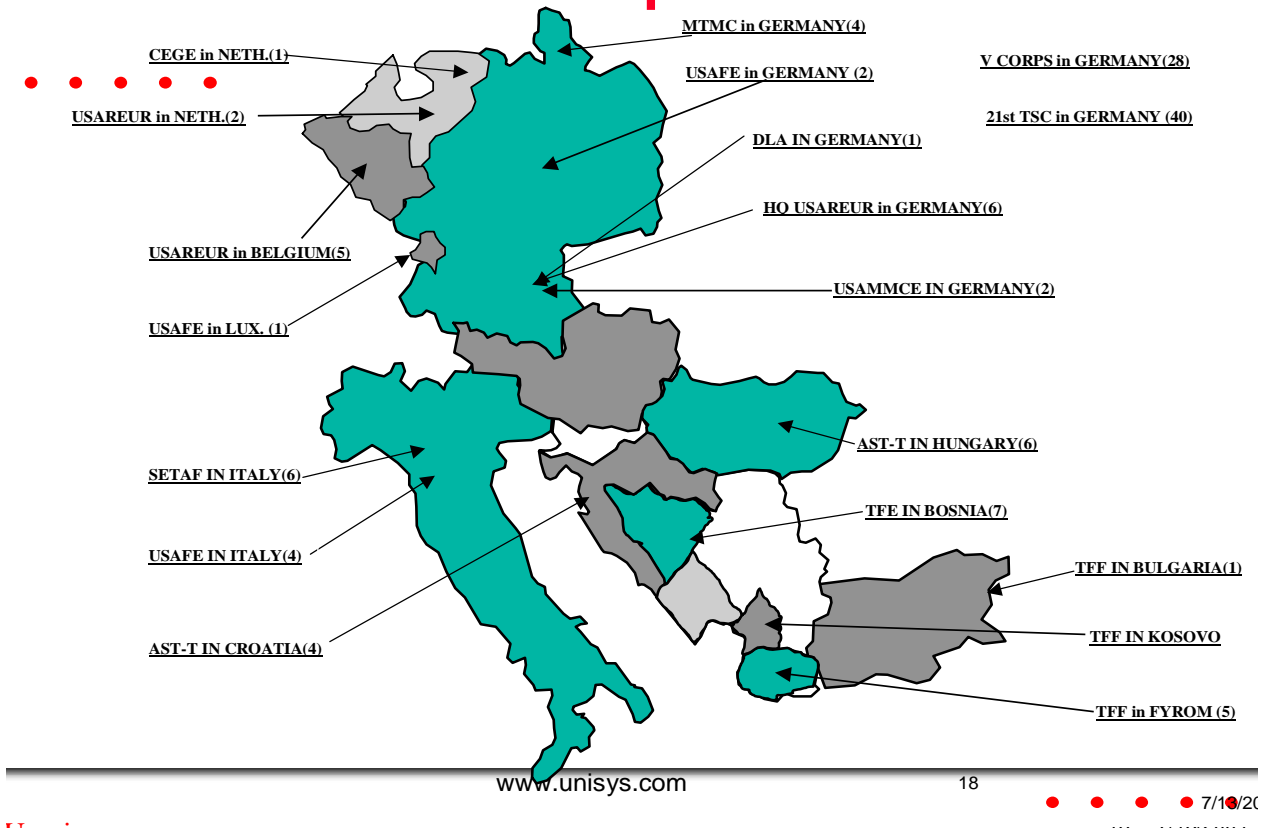 MTMC in GERMANY(4)
CEGE in NETH.(1)
V CORPS in GERMANY(28)
USAFE in GERMANY (2)
USAREUR in NETH.(2)
21st TSC in GERMANY (40)
DLA IN GERMANY(1)
HQ USAREUR in GERMANY(6)
USAREUR in BELGIUM(5)
USAMMCE IN GERMANY(2)
USAFE in LUX. (1)
AST-T IN HUNGARY(6)
SETAF IN ITALY(6)
TFE IN BOSNIA(7)
USAFE IN ITALY(4)
TFF IN BULGARIA(1)
TFF IN KOSOVO
AST-T IN CROATIA(4)
TFF in FYROM (5)
www.unisys.com
18